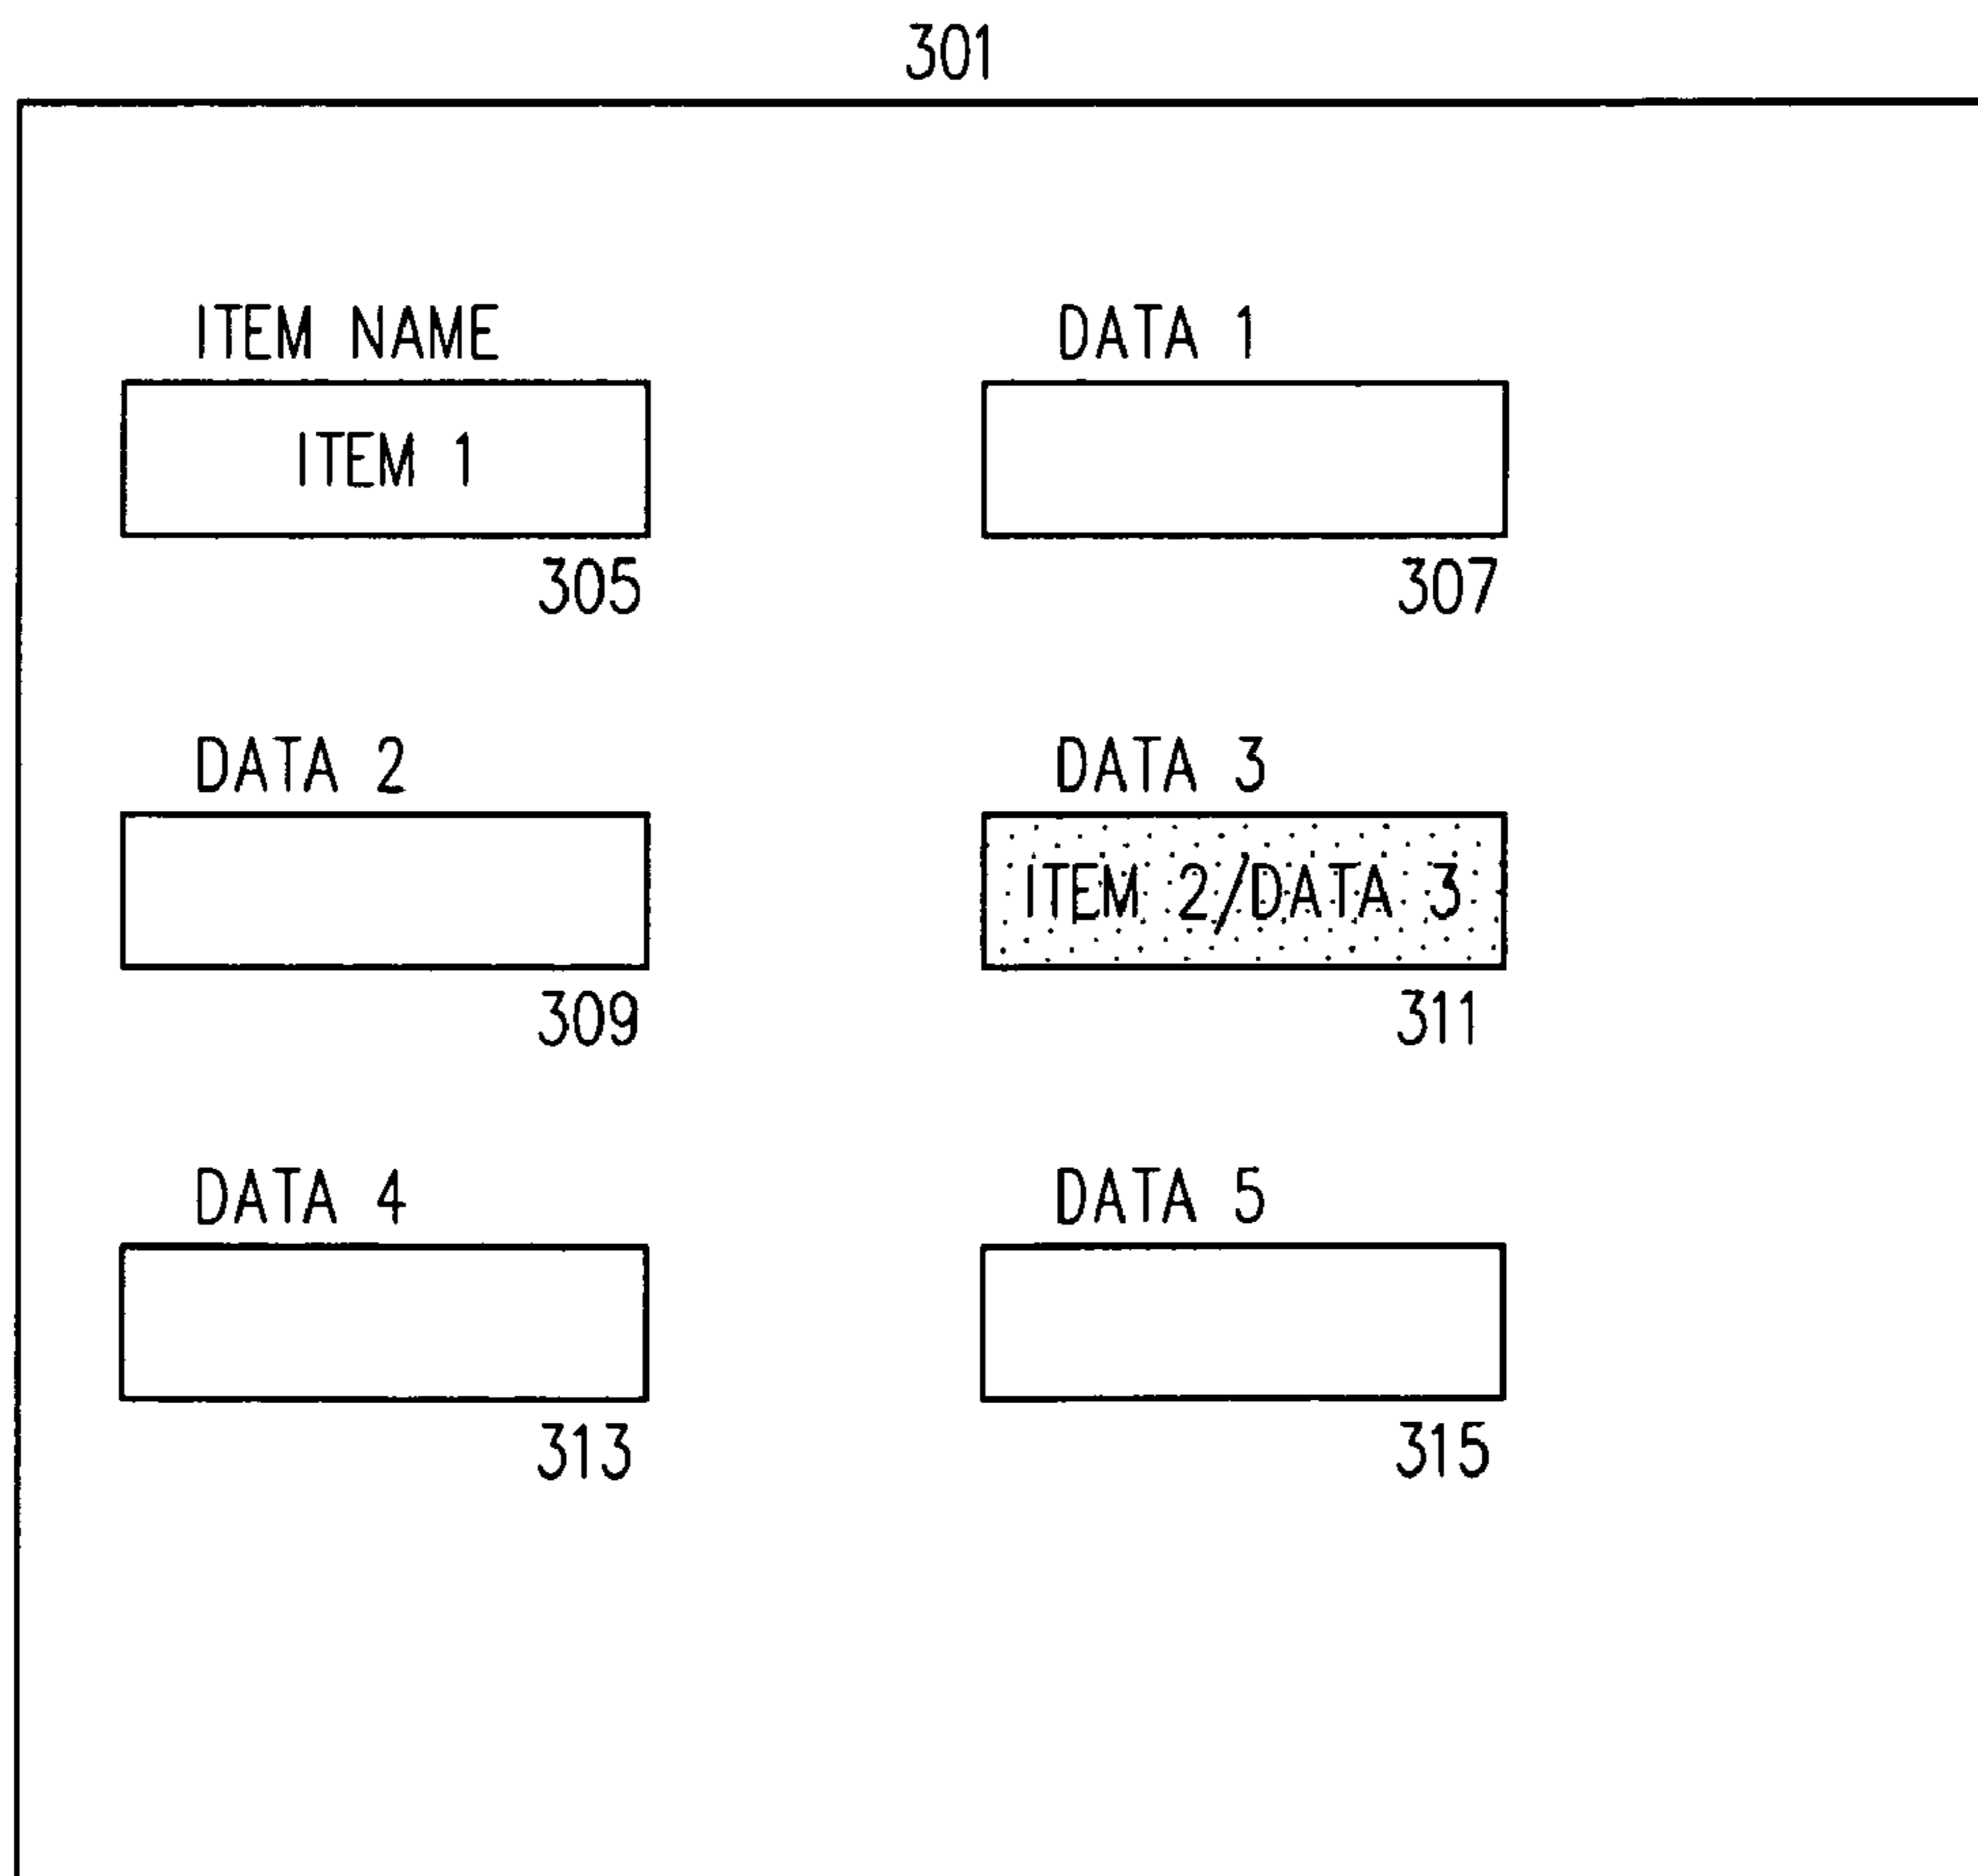 301
ITEM NAME DATA 1
ITEM 1
305 307
DATA 2 DATA 3
ITEM 2/DATA 3
309 311
DATA 4 DATA 5
313 315